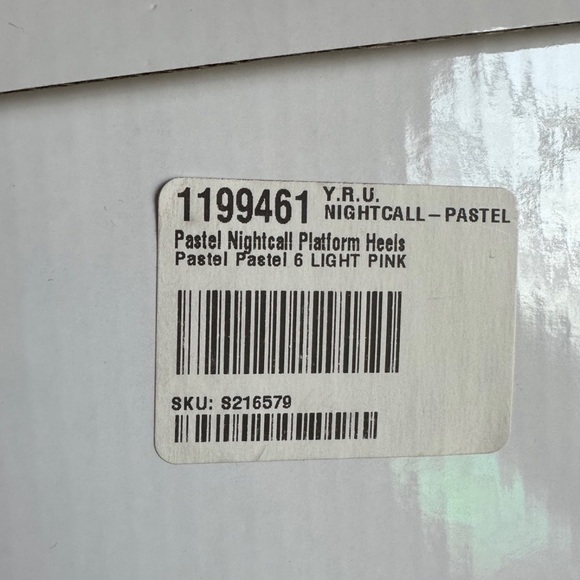 1199461 Y.R.U.
NIGHTCALL-PASTEL
Pastel Nightcall Platform Heels
Pastel Pastel 6 LIGHT PINK
SKU: S216579